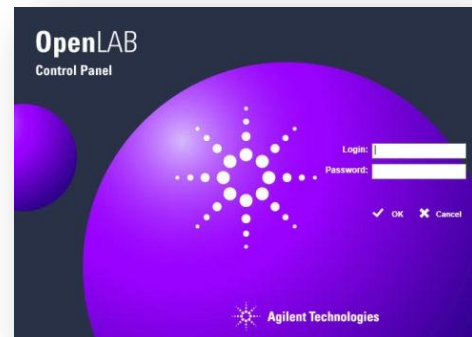 OpenLAB
Control Panel
Login:
Password:
OK Cancel
Agilent Technologies